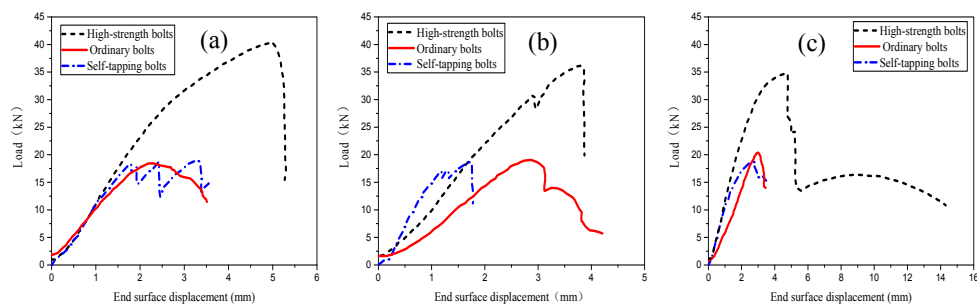 (a)
High-strength bolts
Ordinary bolts
Self-tapping bolts
Load（kN）
45
40
35
30
25
20
15
10
5
0
0 1 2 3 4 5 6
End surface displacement (mm)
(b)
High-strength bolts
Ordinary bolts
Self-tapping bolts
Load（kN）
45
40
35
30
25
20
15
10
5
0
0 1 2 3 4 5
End surface displacement（mm）
(c)
High-strength bolts
Ordinary bolts
Self-tapping bolts
Load（kN）
45
40
35
30
25
20
15
10
5
0
0 2 4 6 8 10 12 14 16
End surface displacement (mm)